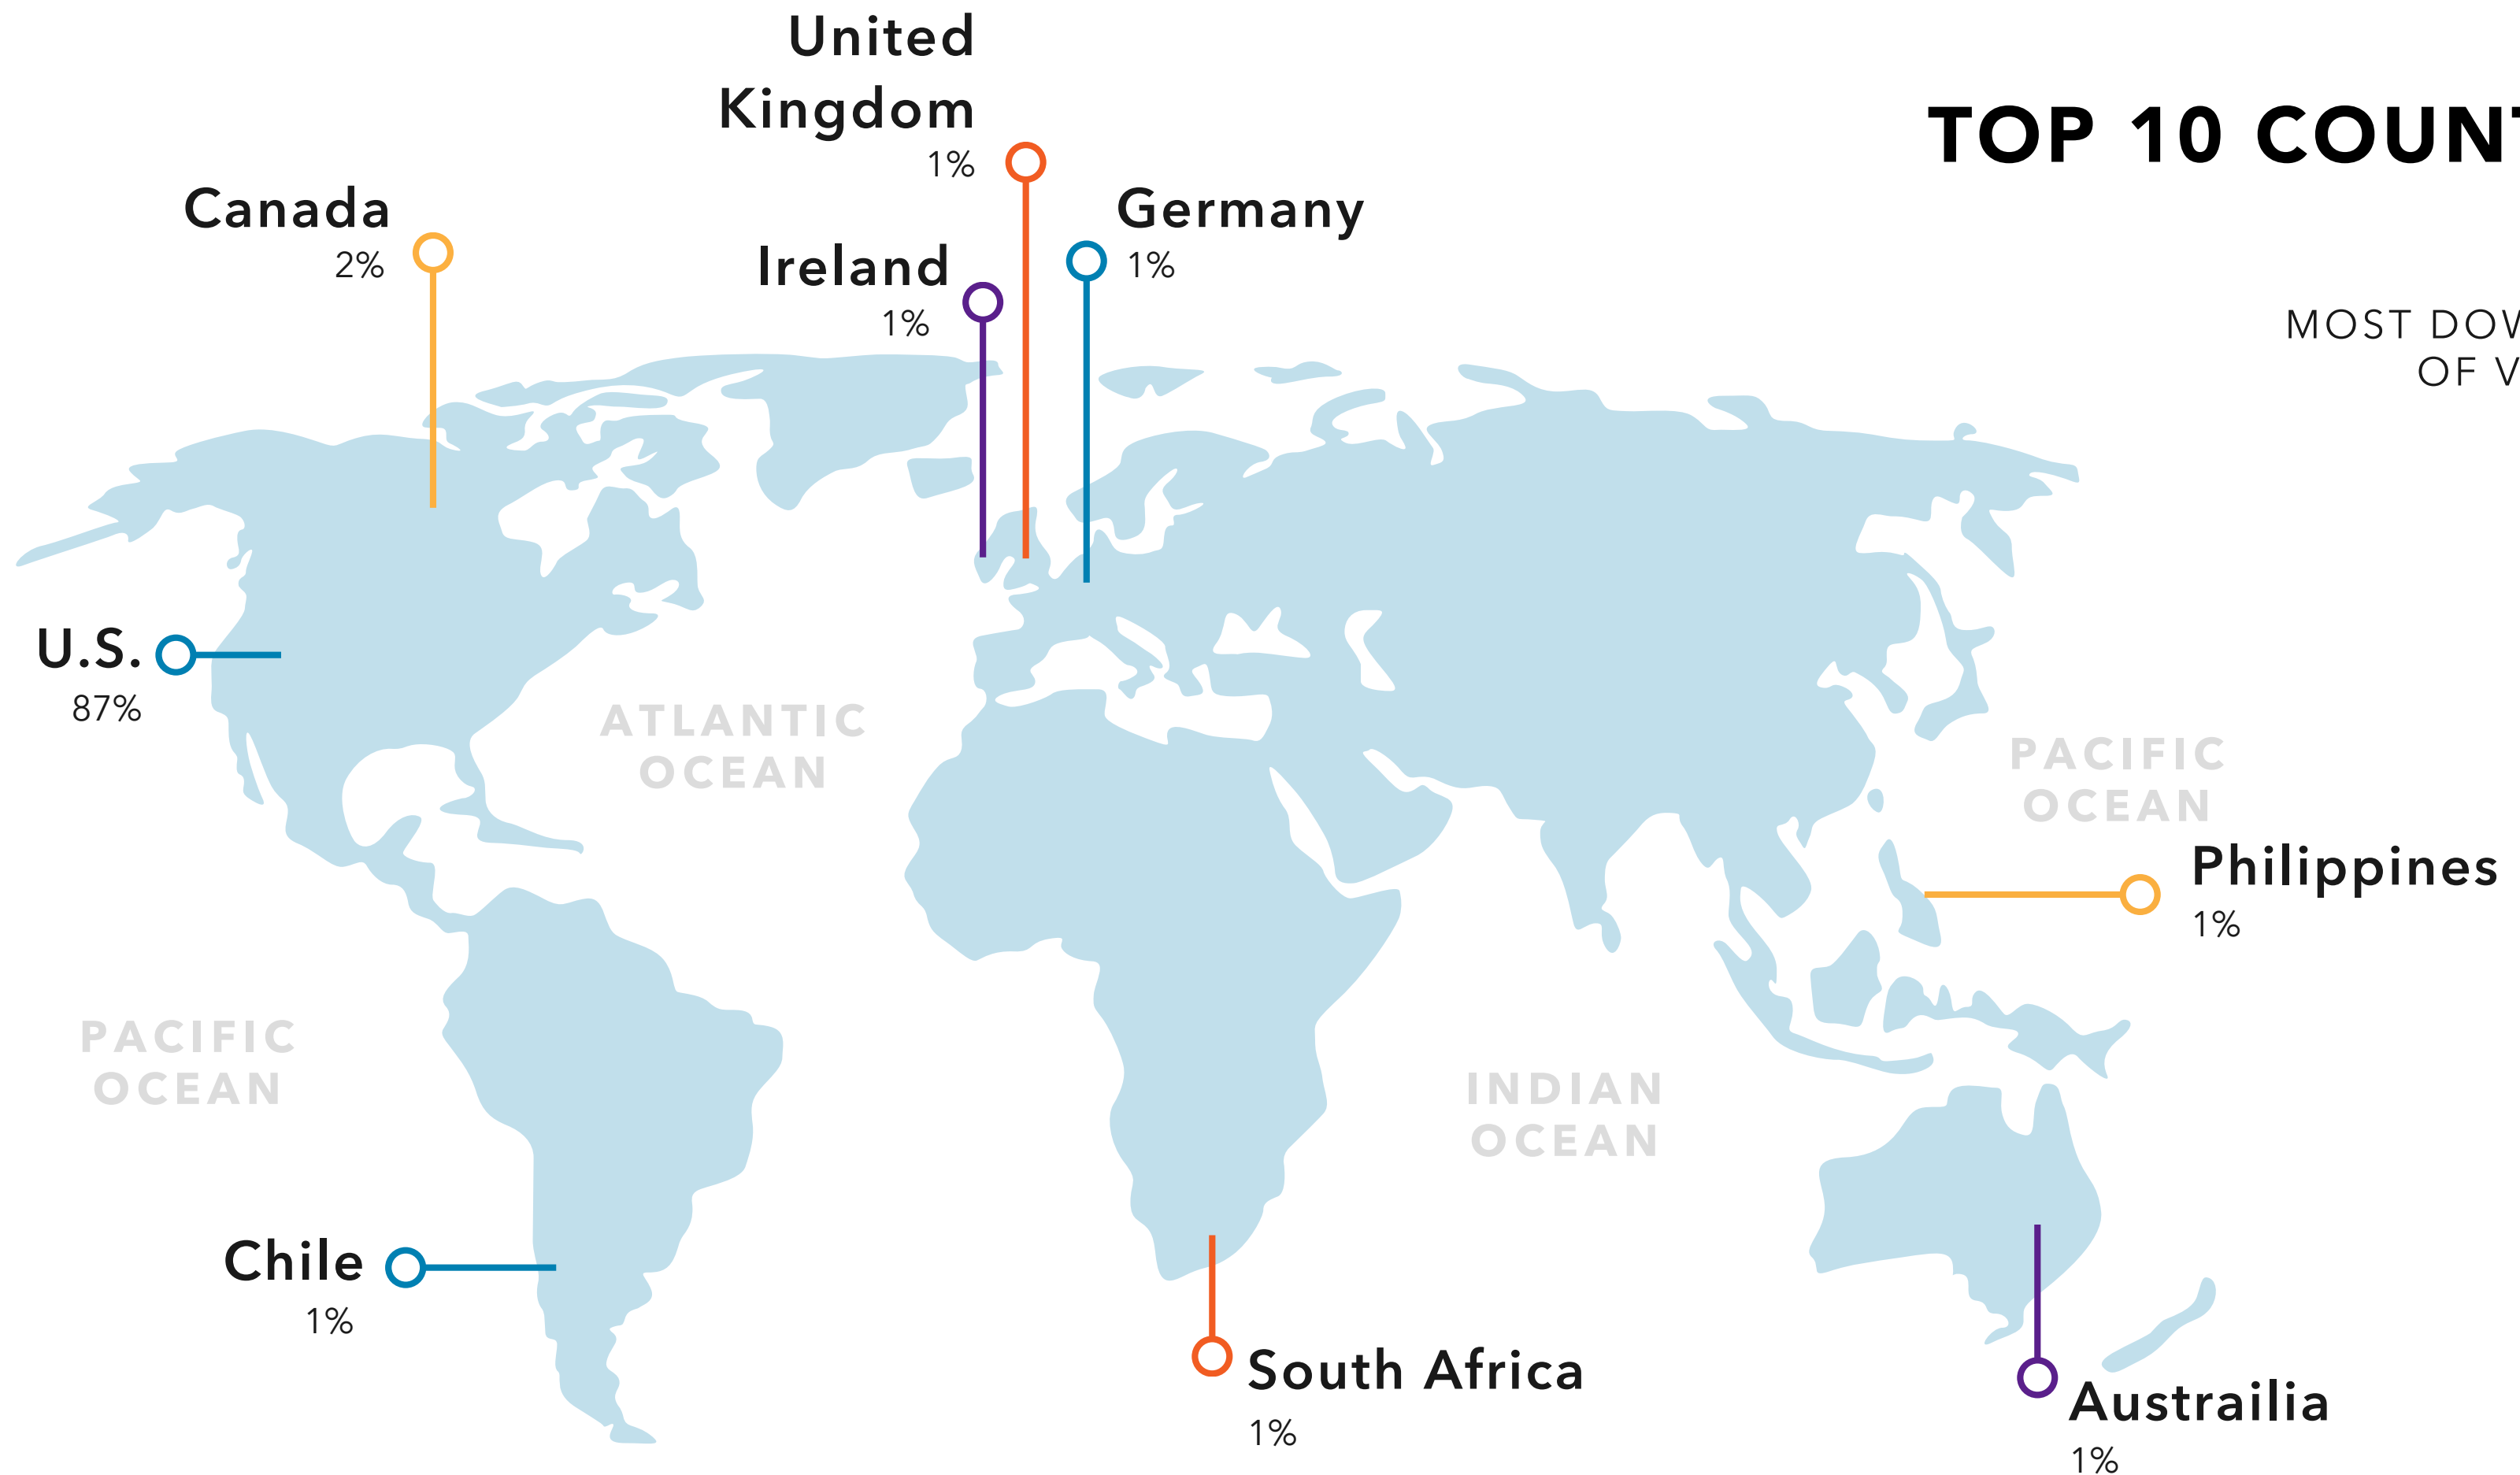 United
Kingdom
1%
TOP 10 COUNT
Canada
2%
Germany
1%
Ireland
1%
MOST DOW
OF V
U.S.
87%
ATLANTIC
OCEAN
PACIFIC
OCEAN
Philippines
1%
PACIFIC
OCEAN
INDIAN
OCEAN
Chile
1%
South Africa
1%
Austrailia
1%